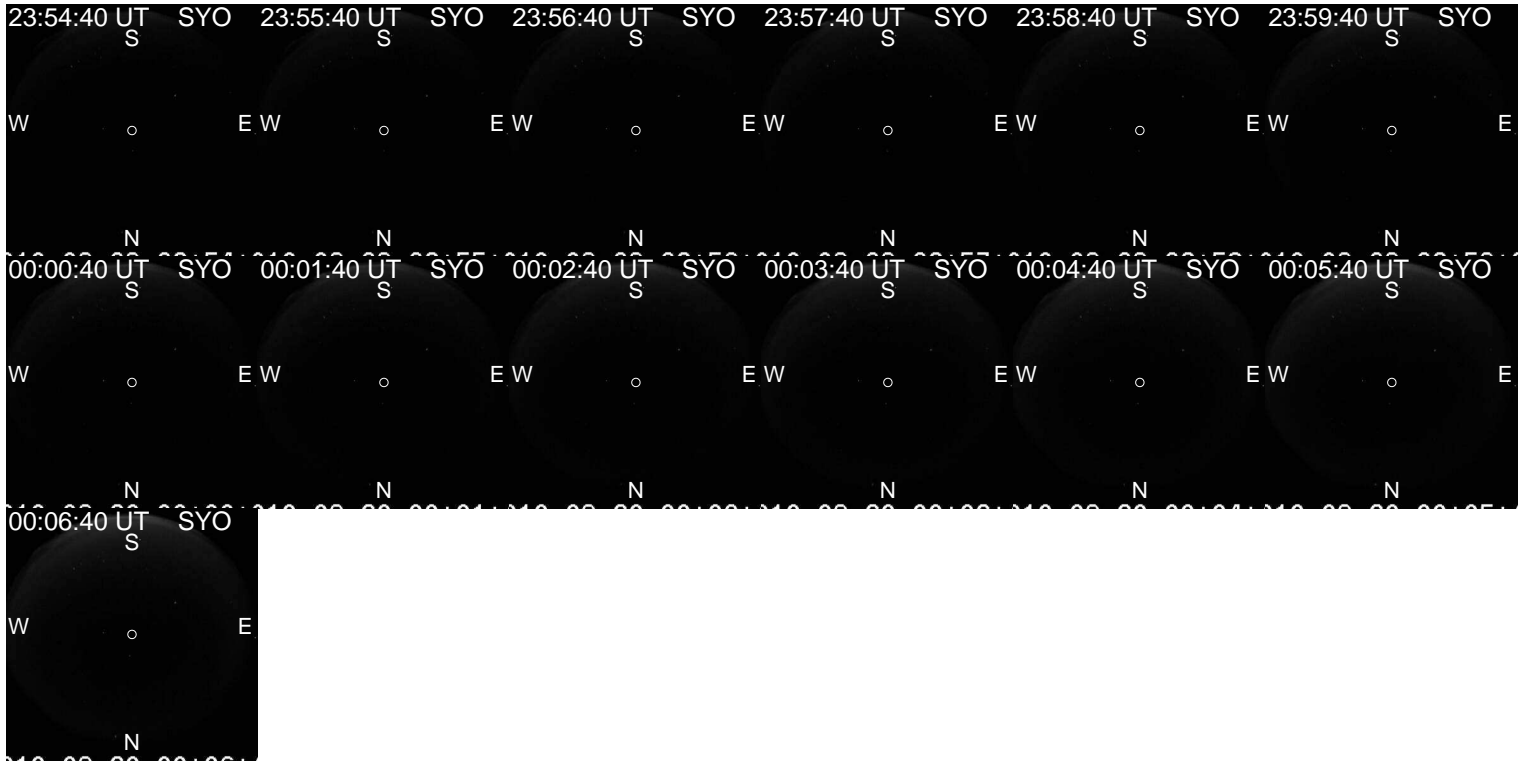 23:54:40 UT SYO 23:55:40 UT SYO 23:56:40 UT SYO 23:57:40 UT SYO 23:58:40 UT SYO 23:59:40 UT SYO
S S S S S S
W E W E W E W E W E W E
N N N N N N
00:00:40 UT SYO 00:01:40 UT SYO 00:02:40 UT SYO 00:03:40 UT SYO 00:04:40 UT SYO 00:05:40 UT SYO
S S S S S S
W E W E W E W E W E W E
N N N N N N
00:06:40 UT SYO
S
W E
N